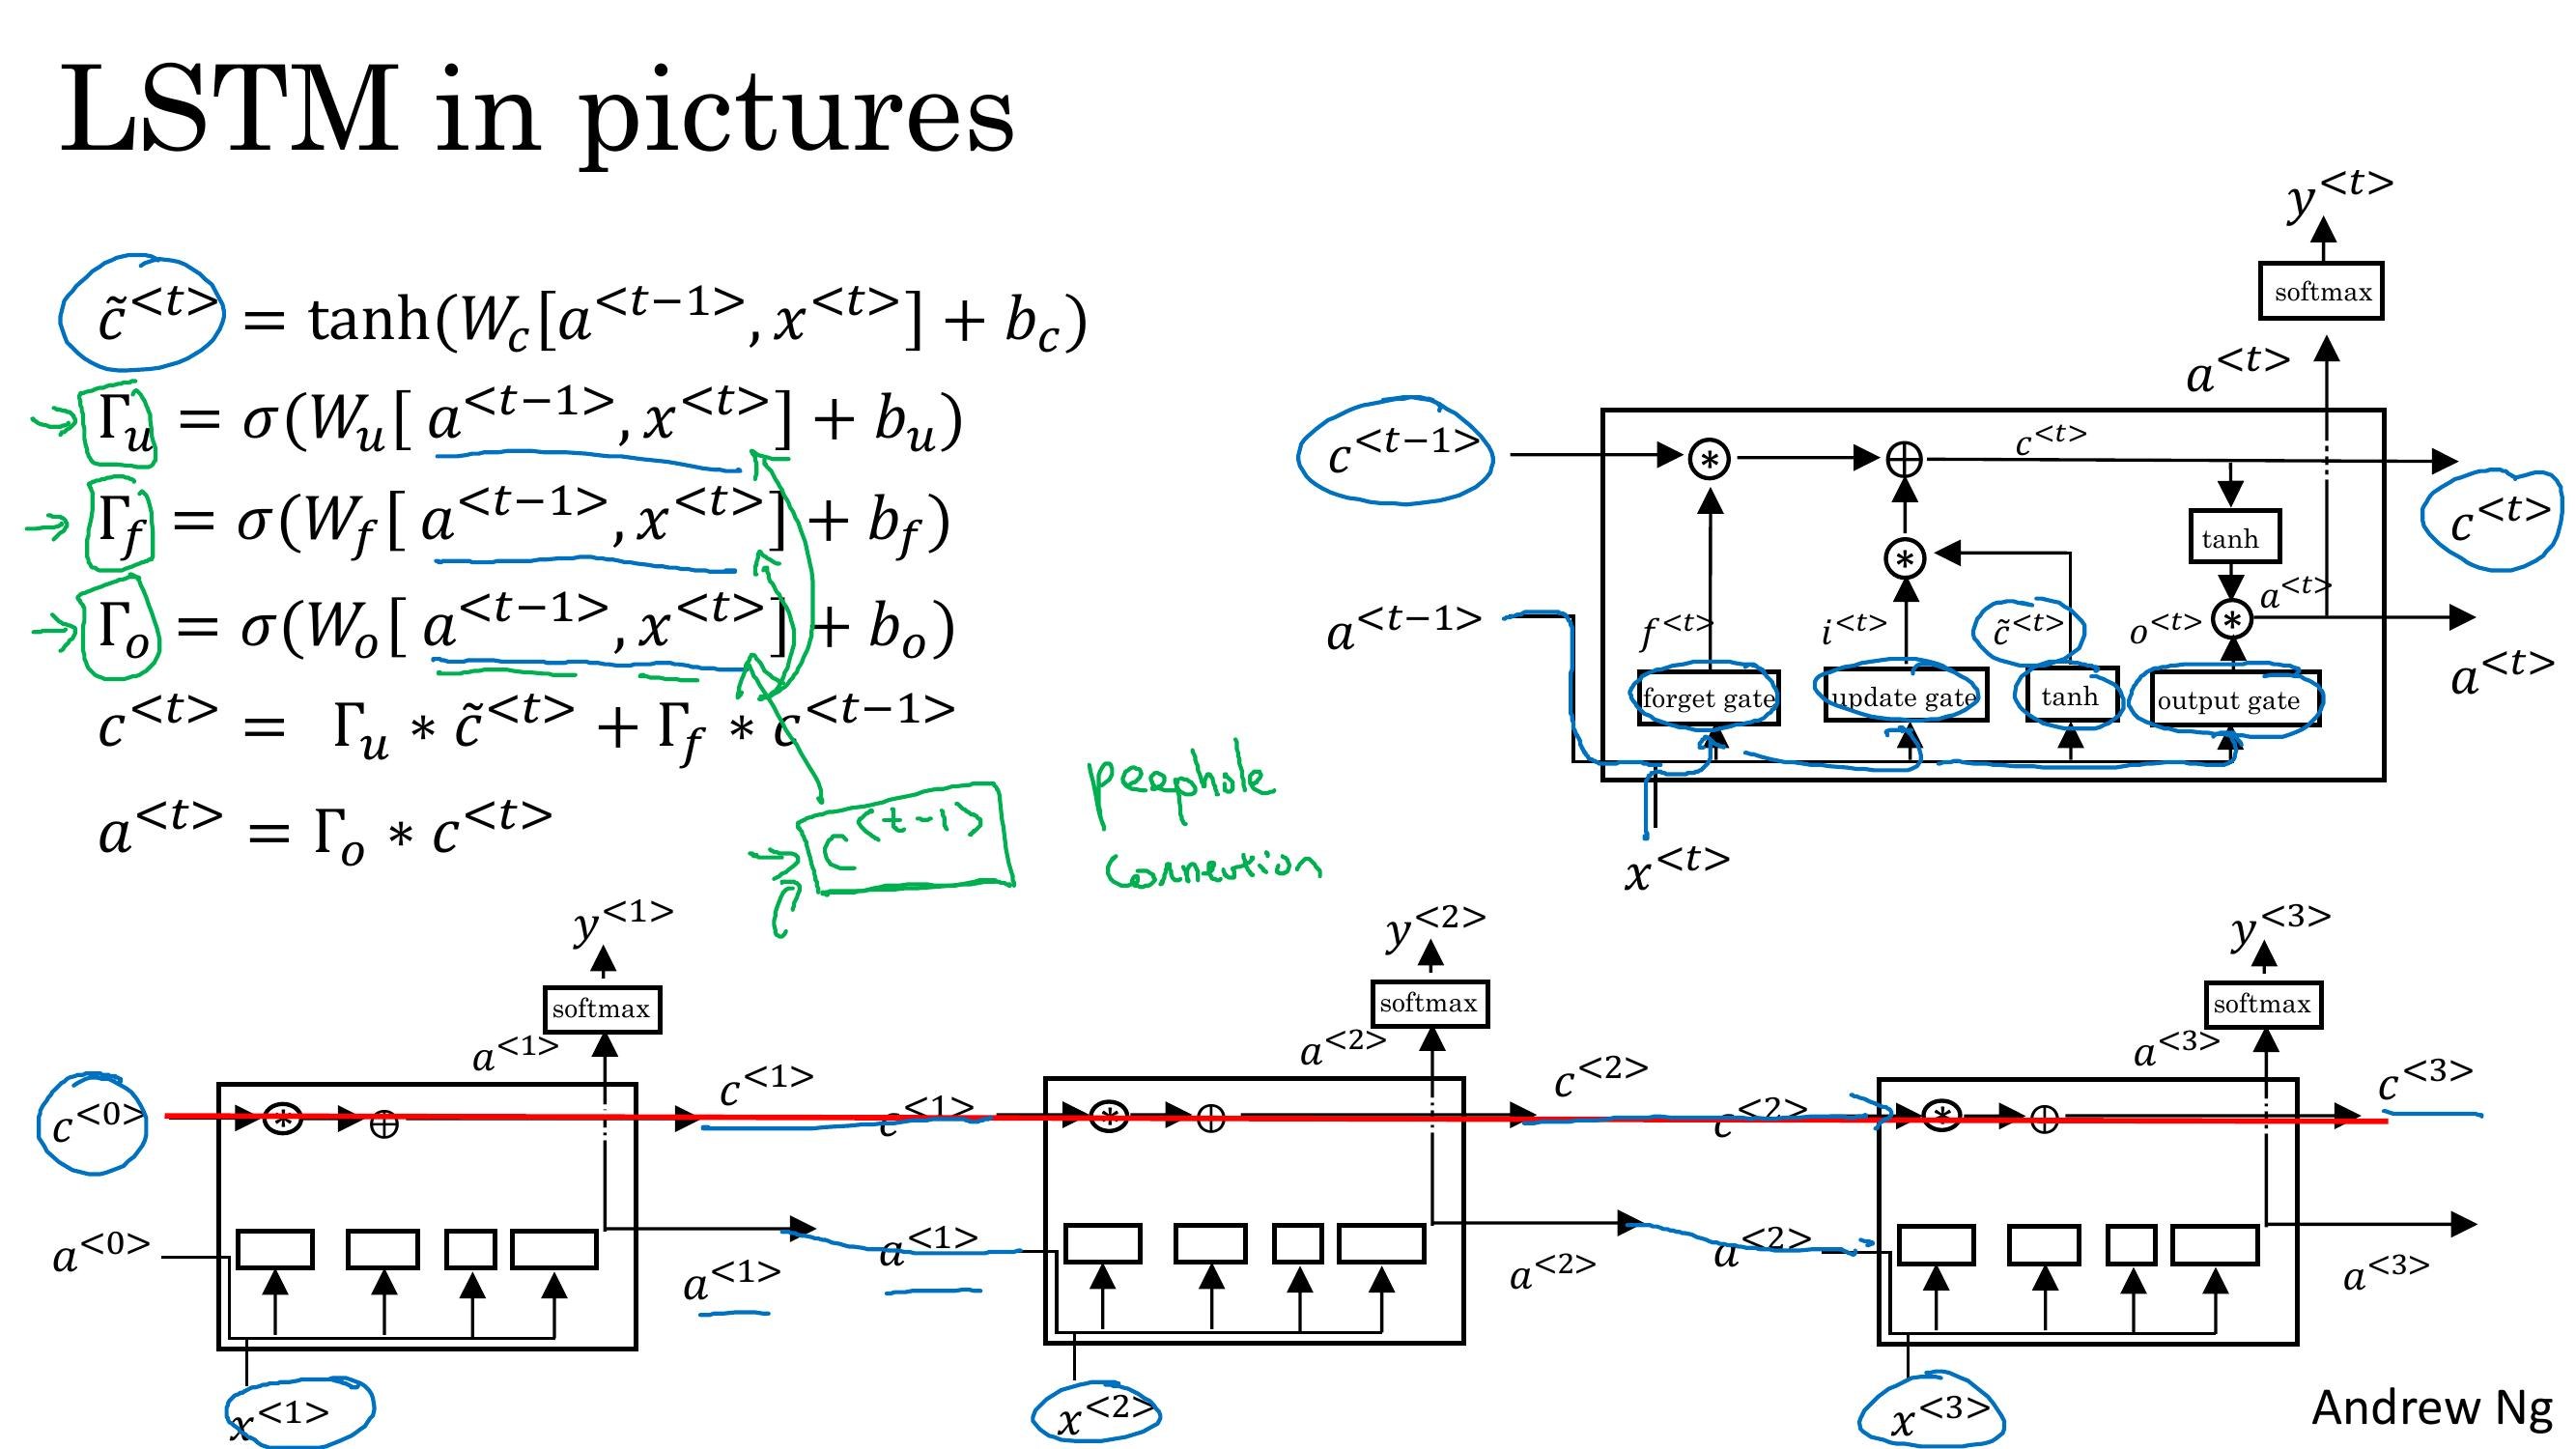 LSTM in pictures
c̃^{<t>} = tanh(W_c[a^{<t−1>}, x^{<t>}] + b_c)
Γ_u = σ(W_u[ a^{<t−1>}, x^{<t>}] + b_u)
Γ_f = σ(W_f[ a^{<t−1>}, x^{<t>}] + b_f)
Γ_o = σ(W_o[ a^{<t−1>}, x^{<t>}] + b_o)
c^{<t>} = Γ_u * c̃^{<t>} + Γ_f * c^{<t−1>}
a^{<t>} = Γ_o * c^{<t>}
c^{<t-1>}
peephole
connection
y^{<t>}
softmax
a^{<t>}
c^{<t−1>}
c^{<t>}
c^{<t>}
tanh
a^{<t>}
a^{<t−1>}
f^{<t>}
i^{<t>}
c̃^{<t>}
o^{<t>}
a^{<t>}
forget gate
update gate
tanh
output gate
x^{<t>}
y^{<1>}
softmax
a^{<1>}
c^{<0>}
c^{<1>}
a^{<0>}
a^{<1>}
x^{<1>}
y^{<2>}
softmax
a^{<2>}
c^{<1>}
c^{<2>}
a^{<1>}
a^{<2>}
x^{<2>}
y^{<3>}
softmax
a^{<3>}
c^{<2>}
c^{<3>}
a^{<2>}
a^{<3>}
x^{<3>}
Andrew Ng